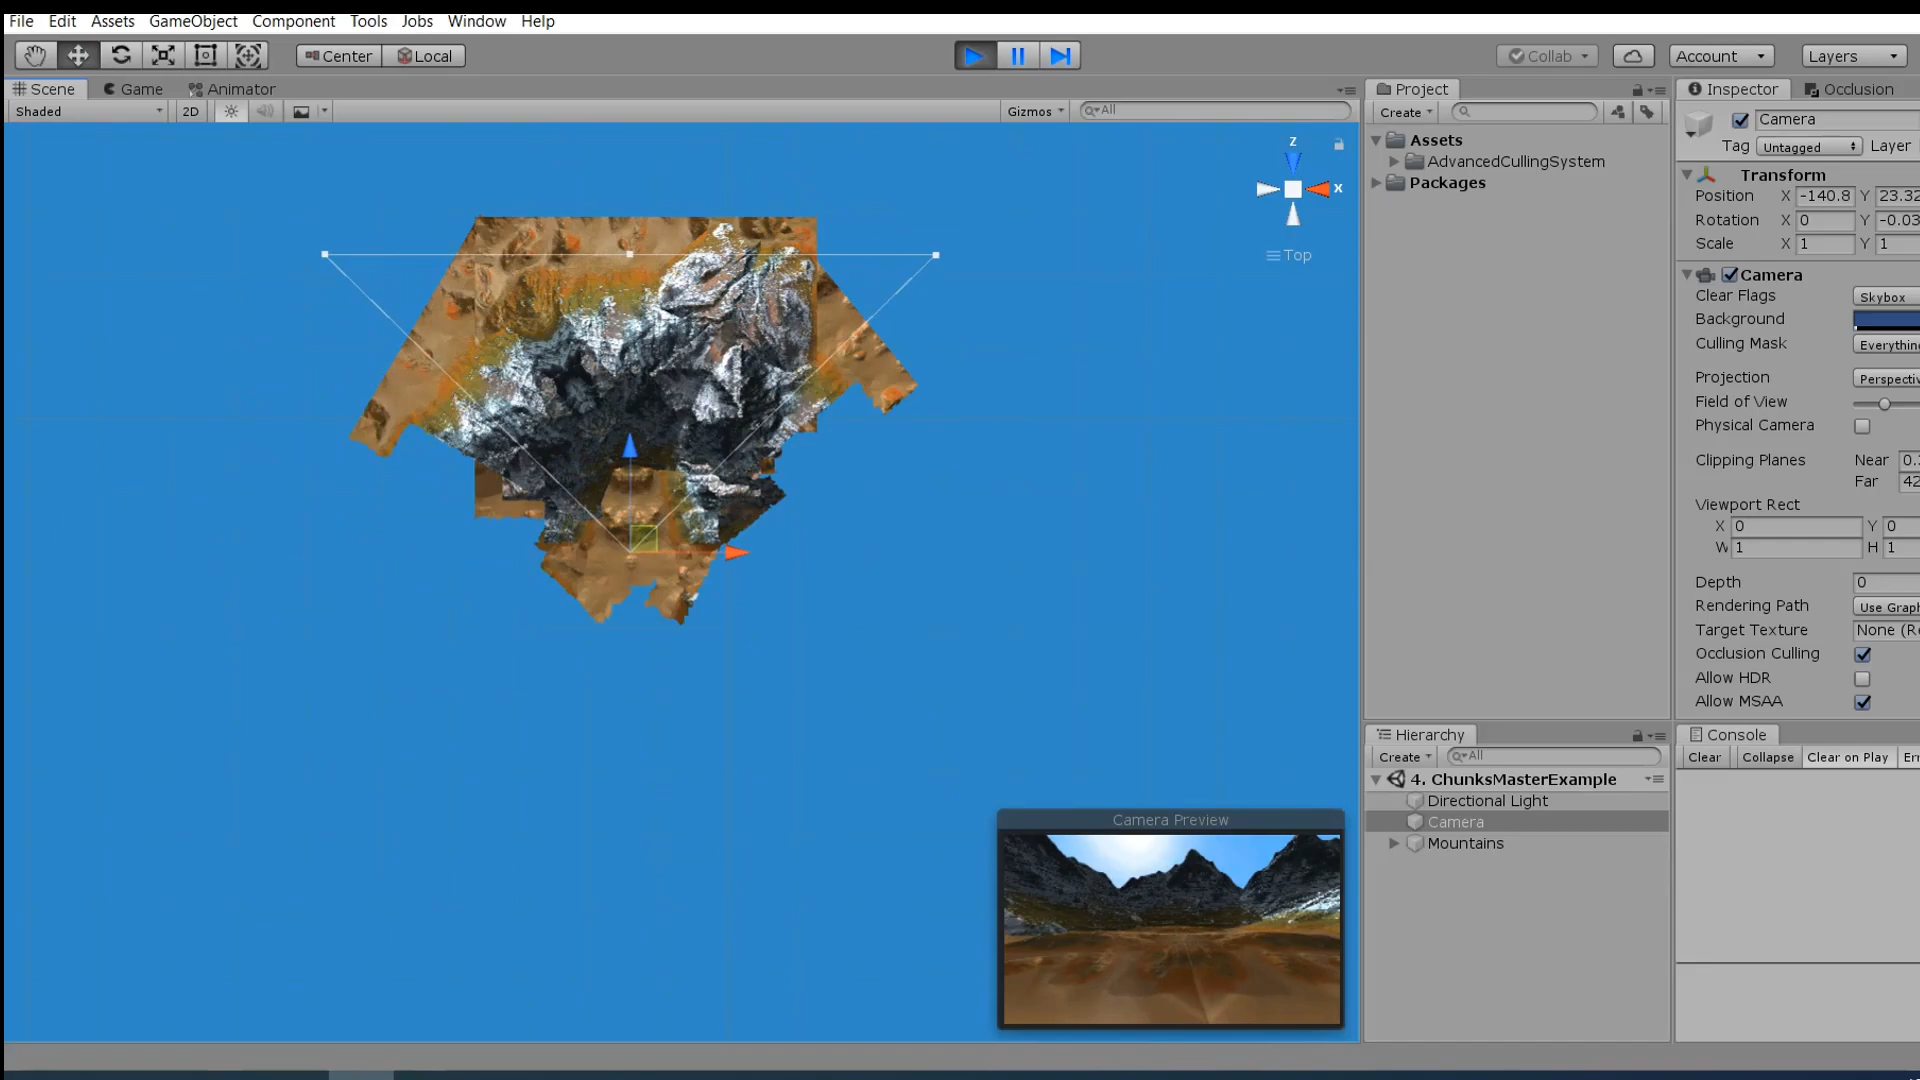 File Edit Assets GameObject Component Tools Jobs Window Help
Center Local Collab Account Layers
Scene Game Animator
Shaded 2D Gizmos All
Z
X
Top
Camera Preview
Project
Create
Assets
AdvancedCullingSystem
Packages
Hierarchy
Create All
4. ChunksMasterExample
Directional Light
Camera
Mountains
Inspector Occlusion
Camera
Tag Untagged Layer
Transform
Position X -140.8 Y 23.32
Rotation X 0 Y -0.03
Scale X 1 Y 1
Camera
Clear Flags Skybox
Background
Culling Mask Everything
Projection Perspectiv
Field of View
Physical Camera
Clipping Planes Near 0.
Far 42
Viewport Rect
X 0 Y 0
W 1 H 1
Depth 0
Rendering Path Use Graph
Target Texture None (Re
Occlusion Culling
Allow HDR
Allow MSAA
Console
Clear Collapse Clear on Play Err